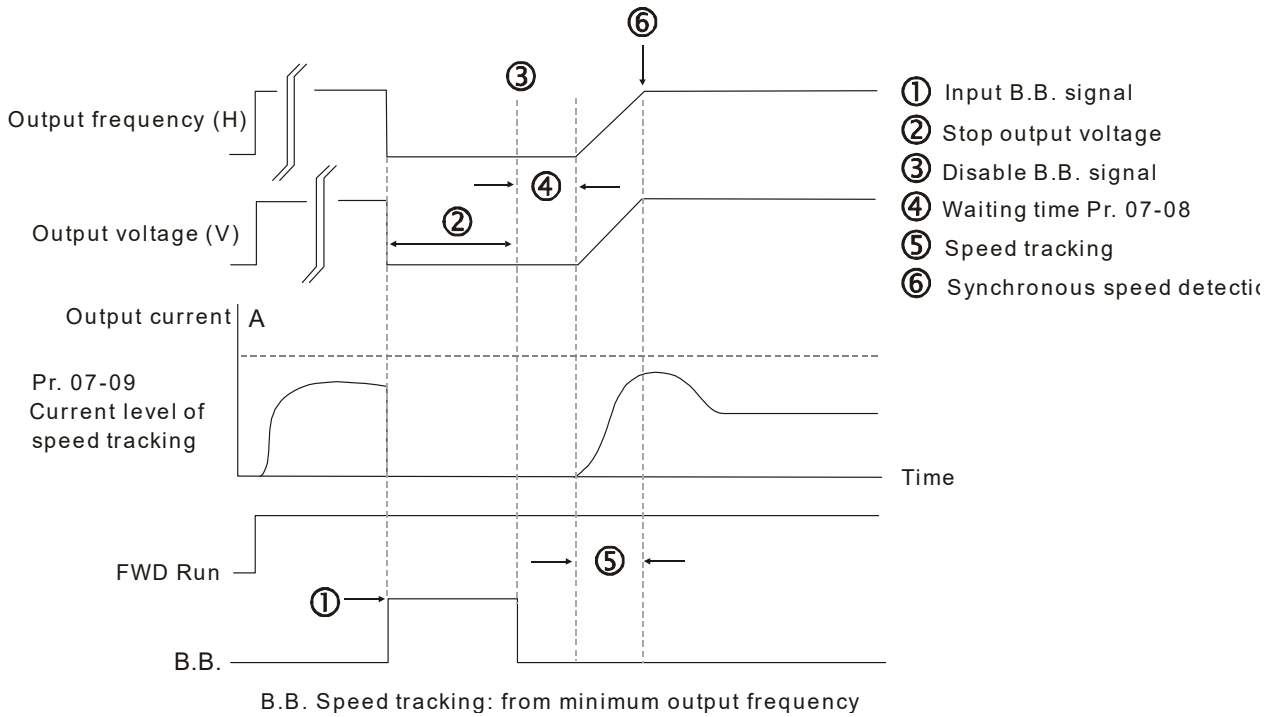 ⑥
③
Output frequency (H)
① Input B.B. signal
② Stop output voltage
③ Disable B.B. signal
④ Waiting time Pr. 07-08
⑤ Speed tracking
⑥ Synchronous speed detectic
④
②
Output voltage (V)
Output current
A
Pr. 07-09
Current level of
speed tracking
Time
FWD Run
⑤
①
B.B.
B.B. Speed tracking: from minimum output frequency